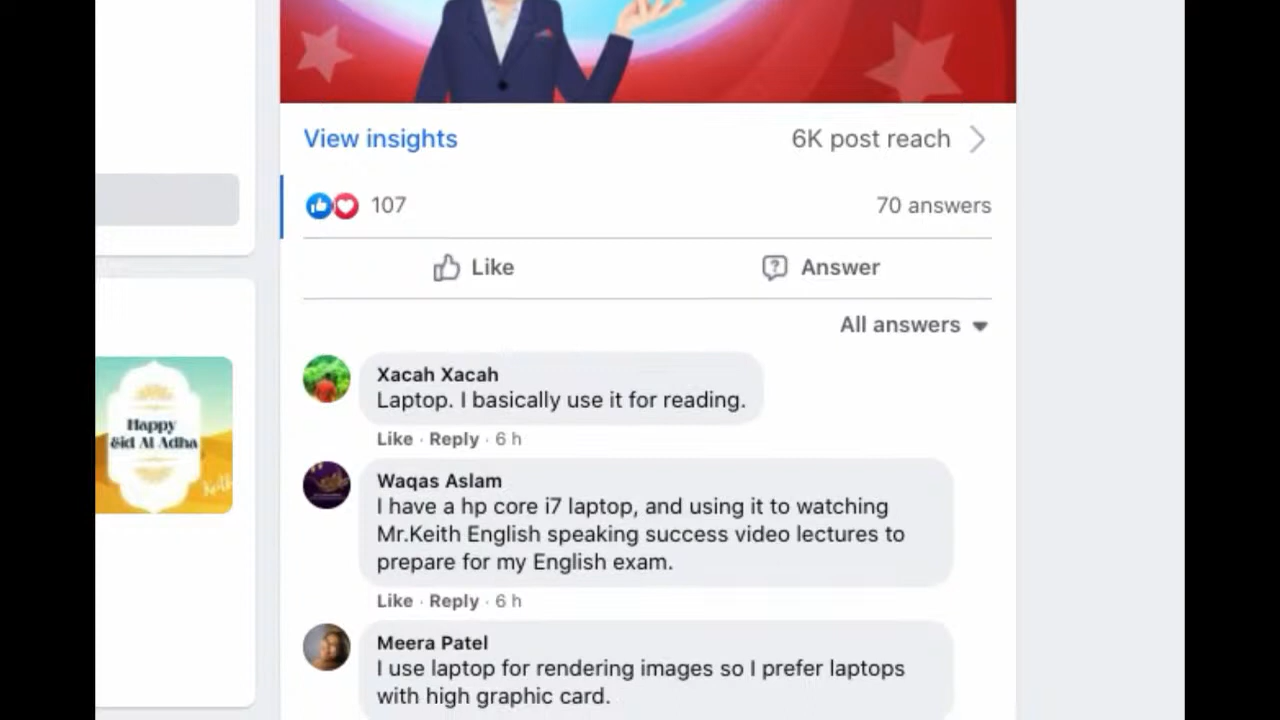 View insights
6K post reach
107
70 answers
Like
Answer
All answers
Xacah Xacah
Laptop. I basically use it for reading.
Like · Reply · 6 h
Waqas Aslam
I have a hp core i7 laptop, and using it to watching
Mr.Keith English speaking success video lectures to
prepare for my English exam.
Like · Reply · 6 h
Meera Patel
I use laptop for rendering images so I prefer laptops
with high graphic card.
Happy
Eid Al Adha
Keith